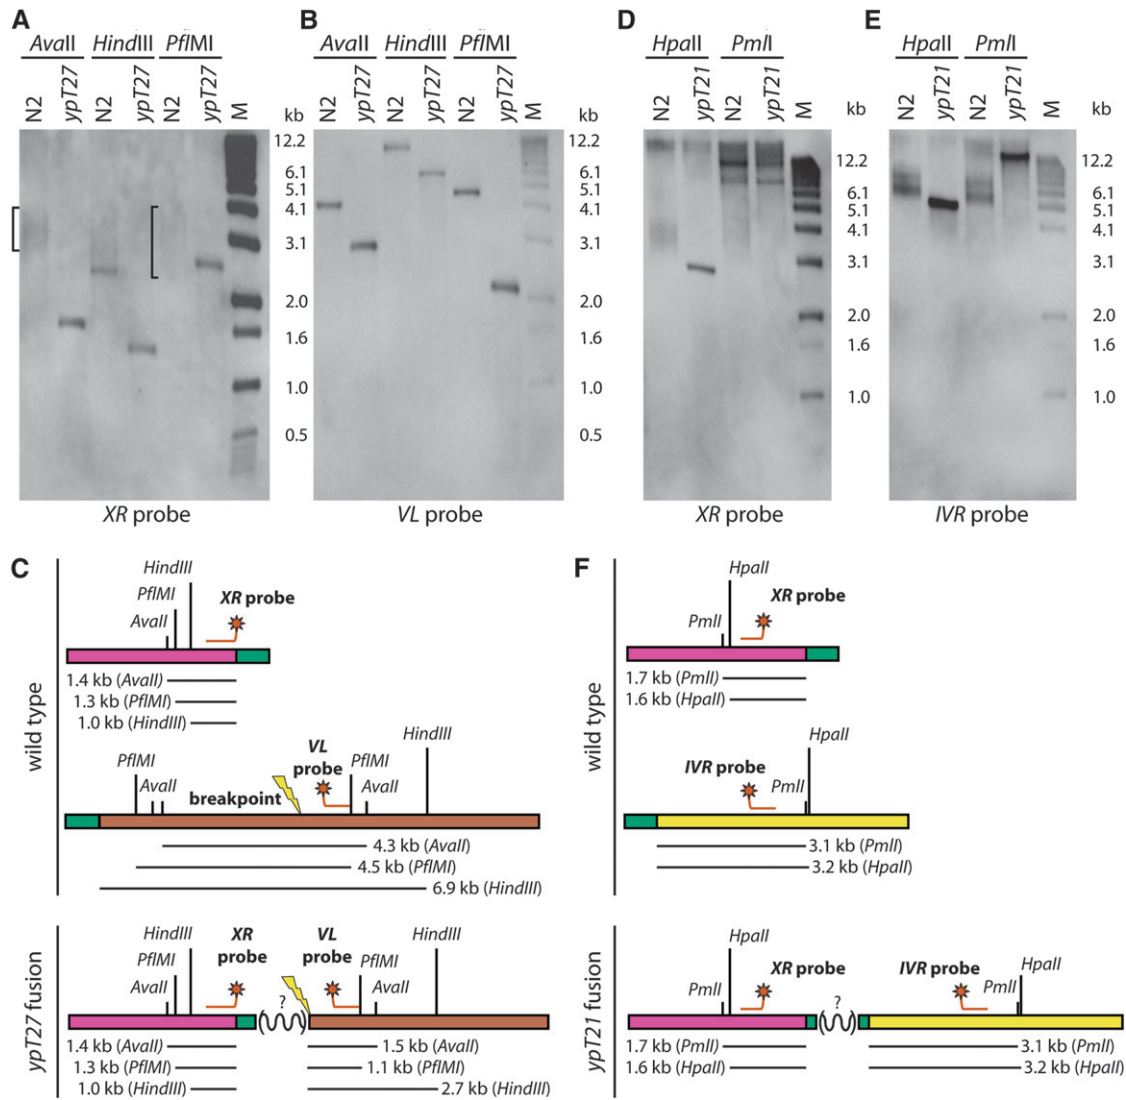 A B D E
AvaII HindIII PflMI AvaII HindIII PflMI HpaII PmlI HpaII PmlI
N2 ypT27 N2 ypT27 N2 ypT27 M kb N2 ypT27 N2 ypT27 N2 ypT27 M kb N2 ypT21 N2 ypT21 M kb N2 ypT21 N2 ypT21 M kb
12.2 12.2 12.2 12.2
6.1 6.1 6.1 6.1
5.1 5.1 5.1 5.1
4.1 4.1 4.1 4.1
3.1 3.1 3.1 3.1
2.0 2.0 2.0 2.0
1.6 1.6 1.6 1.6
1.0 1.0 1.0 1.0
0.5 0.5
XR probe VL probe XR probe IVR probe
C
wild type
HindIII
PflMI XR probe
AvaII
1.4 kb (AvaII)
1.3 kb (PflMI)
1.0 kb (HindIII)
HindIII
PflMI VL probe PflMI
AvaII breakpoint AvaII
4.3 kb (AvaII)
4.5 kb (PflMI)
6.9 kb (HindIII)
ypT27 fusion
HindIII XR probe VL probe HindIII
PflMI PflMI
AvaII ? AvaII
1.4 kb (AvaII) 1.5 kb (AvaII)
1.3 kb (PflMI) 1.1 kb (PflMI)
1.0 kb (HindIII) 2.7 kb (HindIII)
F
wild type
HpaII
XR probe
PmlI
1.7 kb (PmlI)
1.6 kb (HpaII)
HpaII
IVR probe PmlI
3.1 kb (PmlI)
3.2 kb (HpaII)
ypT21 fusion
HpaII HpaII
XR probe IVR probe
PmlI ? PmlI
1.7 kb (PmlI) 3.1 kb (PmlI)
1.6 kb (HpaII) 3.2 kb (HpaII)